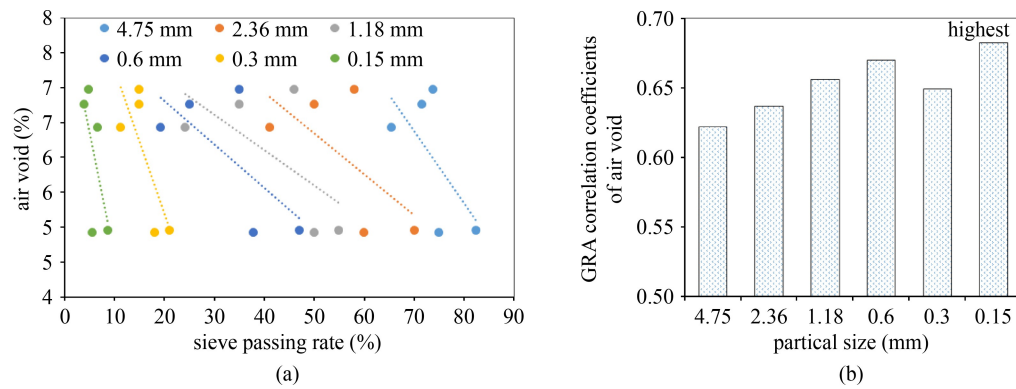 8
8
7
7
6
6
5
5
4
air void (%)
4.75 mm 2.36 mm 1.18 mm
0.6 mm 0.3 mm 0.15 mm
0 10 20 30 40 50 60 70 80 90
sieve passing rate (%)
(a)
GRA correlation coefficients
of air void
0.70
0.65
0.60
0.55
0.50
highest
4.75 2.36 1.18 0.6 0.3 0.15
partical size (mm)
(b)